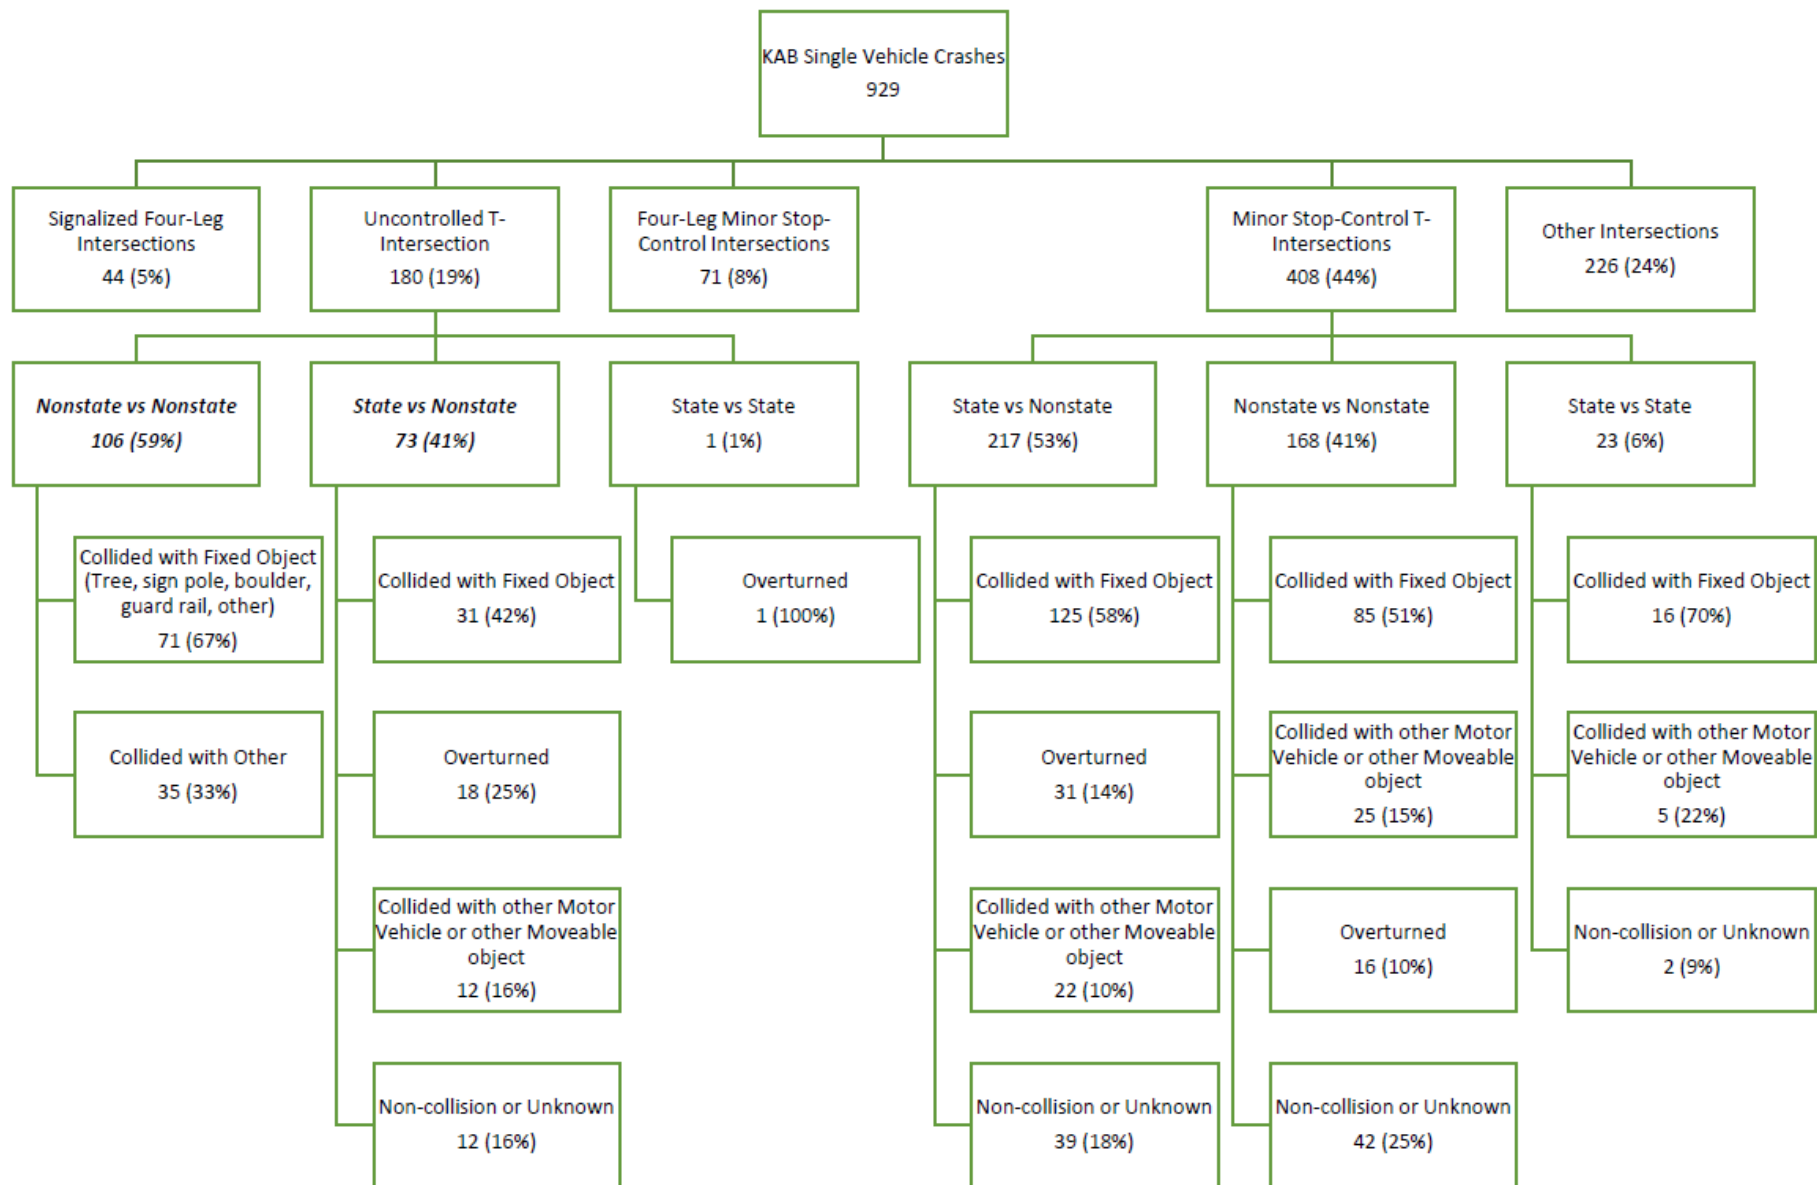 KAB Single Vehicle Crashes
929
Signalized Four-Leg
Intersections
44 (5%)
Uncontrolled T-
Intersection
180 (19%)
Four-Leg Minor Stop-
Control Intersections
71 (8%)
Minor Stop-Control T-
Intersections
408 (44%)
Other Intersections
226 (24%)
Nonstate vs Nonstate
106 (59%)
State vs Nonstate
73 (41%)
State vs State
1 (1%)
State vs Nonstate
217 (53%)
Nonstate vs Nonstate
168 (41%)
State vs State
23 (6%)
Collided with Fixed Object
(Tree, sign pole, boulder,
guard rail, other)
71 (67%)
Collided with Fixed Object
31 (42%)
Overturned
1 (100%)
Collided with Fixed Object
125 (58%)
Collided with Fixed Object
85 (51%)
Collided with Fixed Object
16 (70%)
Collided with Other
35 (33%)
Overturned
18 (25%)
Overturned
31 (14%)
Collided with other Motor
Vehicle or other Moveable
object
25 (15%)
Collided with other Motor
Vehicle or other Moveable
object
5 (22%)
Collided with other Motor
Vehicle or other Moveable
object
12 (16%)
Collided with other Motor
Vehicle or other Moveable
object
22 (10%)
Overturned
16 (10%)
Non-collision or Unknown
2 (9%)
Non-collision or Unknown
12 (16%)
Non-collision or Unknown
39 (18%)
Non-collision or Unknown
42 (25%)